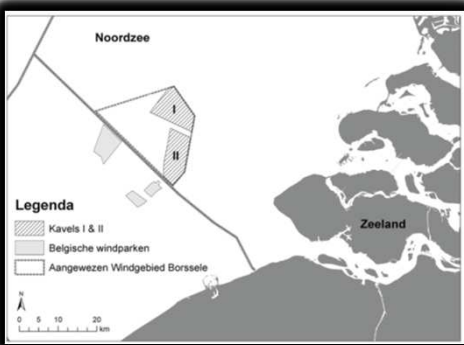 Noordzee
I
II
Zeeland
Legenda
Kavels I & II
Belgische windparken
Aangewezen Windgebied Borssele
N
0 5 10 20
km